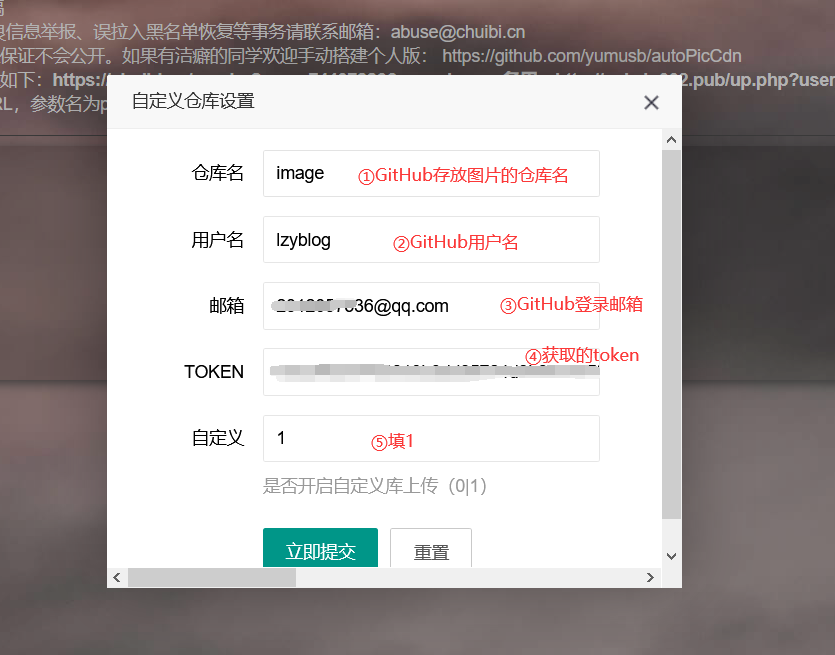 良信息举报、误拉入黑名单恢复等事务请联系邮箱：abuse@chuibi.cn
保证不会公开。如果有洁癖的同学欢迎手动搭建个人版： https://github.com/yumusb/autoPicCdn
如下：https:/ 2.pub/up.php?user
RL，参数名为p
自定义仓库设置
仓库名 image ①GitHub存放图片的仓库名
用户名 lzyblog ②GitHub用户名
邮箱 36@qq.com ③GitHub登录邮箱
TOKEN ④获取的token
自定义 1 ⑤填1
是否开启自定义库上传（0|1）
立即提交 重置